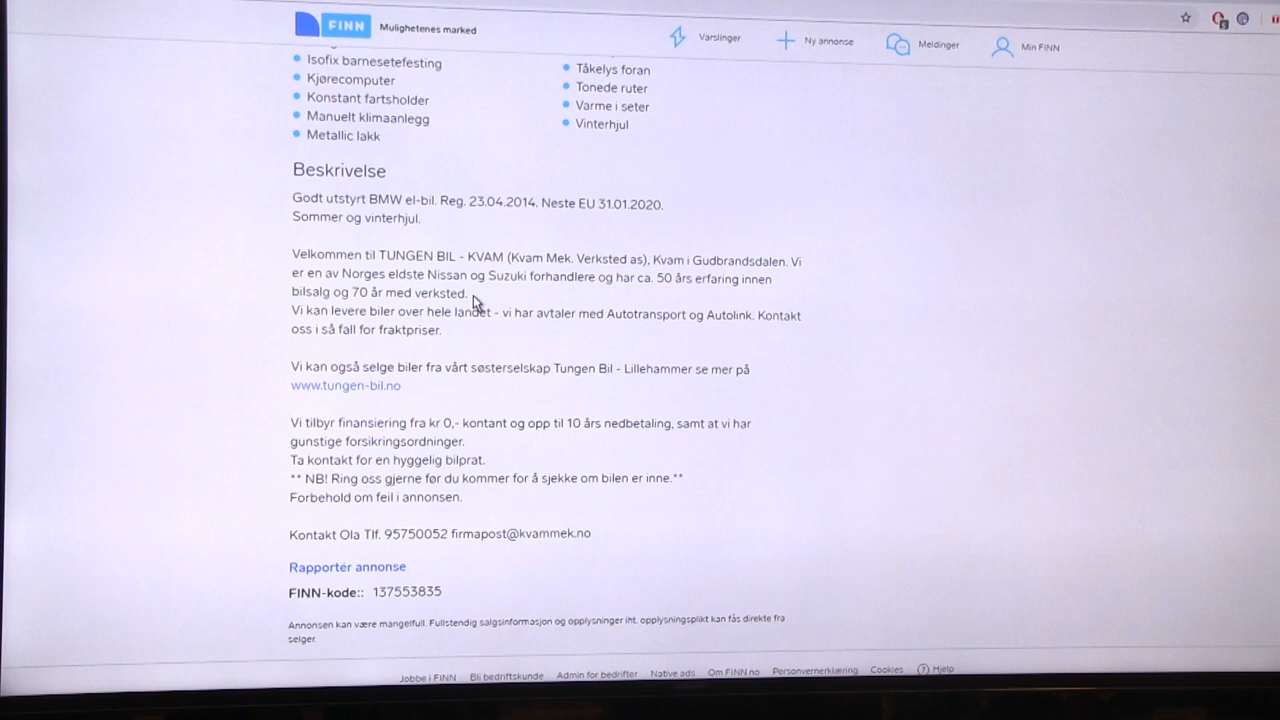 FINN
Mulighetenes marked
Varslinger
Ny annonse
Meldinger
Min FINN
Isofix barnesetefesting
Kjørecomputer
Konstant fartsholder
Manuelt klimaanlegg
Metallic lakk
Tåkelys foran
Tonede ruter
Varme i seter
Vinterhjul
Beskrivelse
Godt utstyrt BMW el-bil. Reg. 23.04.2014. Neste EU 31.01.2020.
Sommer og vinterhjul.
Velkommen til TUNGEN BIL - KVAM (Kvam Mek. Verksted as), Kvam i Gudbrandsdalen. Vi
er en av Norges eldste Nissan og Suzuki forhandlere og har ca. 50 års erfaring innen
bilsalg og 70 år med verksted.
Vi kan levere biler over hele landet - vi har avtaler med Autotransport og Autolink. Kontakt
oss i så fall for fraktpriser.
Vi kan også selge biler fra vårt søsterselskap Tungen Bil - Lillehammer se mer på
www.tungen-bil.no
Vi tilbyr finansiering fra kr 0,- kontant og opp til 10 års nedbetaling, samt at vi har
gunstige forsikringsordninger.
Ta kontakt for en hyggelig bilprat.
** NB! Ring oss gjerne før du kommer for å sjekke om bilen er inne.**
Forbehold om feil i annonsen.
Kontakt Ola Tlf. 95750052 firmapost@kvammek.no
Rapportér annonse
FINN-kode:: 137553835
Annonsen kan være mangelfull. Fullstendig salgsinformasjon og opplysninger iht. opplysningsplikt kan fås direkte fra
selger.
Jobbe i FINN Bli bedriftskunde Admin for bedrifter Native ads Om FINN.no Personvernerklæring Cookies ? Hjelp